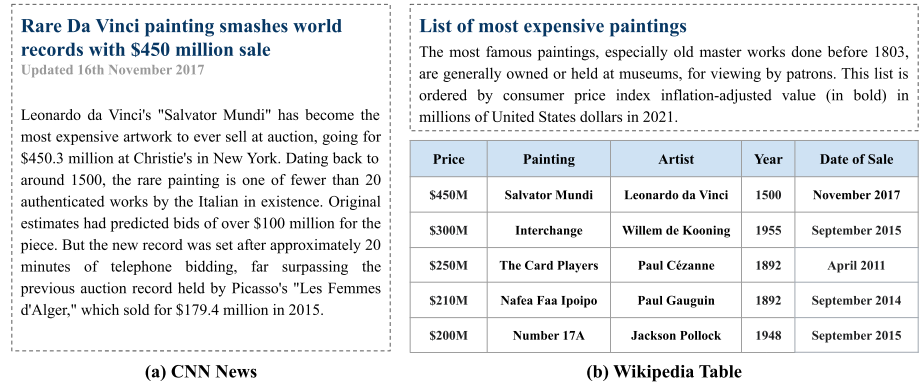 Rare Da Vinci painting smashes world
records with $450 million sale
Updated 16th November 2017
Leonardo da Vinci's "Salvator Mundi" has become the
most expensive artwork to ever sell at auction, going for
$450.3 million at Christie's in New York. Dating back to
around 1500, the rare painting is one of fewer than 20
authenticated works by the Italian in existence. Original
estimates had predicted bids of over $100 million for the
piece. But the new record was set after approximately 20
minutes of telephone bidding, far surpassing the
previous auction record held by Picasso's "Les Femmes
d'Alger," which sold for $179.4 million in 2015.
(a) CNN News
List of most expensive paintings
The most famous paintings, especially old master works done before 1803,
are generally owned or held at museums, for viewing by patrons. This list is
ordered by consumer price index inflation-adjusted value (in bold) in
millions of United States dollars in 2021.
Price Painting Artist Year Date of Sale
$450M Salvator Mundi Leonardo da Vinci 1500 November 2017
$300M Interchange Willem de Kooning 1955 September 2015
$250M The Card Players Paul Cézanne 1892 April 2011
$210M Nafea Faa Ipoipo Paul Gauguin 1892 September 2014
$200M Number 17A Jackson Pollock 1948 September 2015
(b) Wikipedia Table